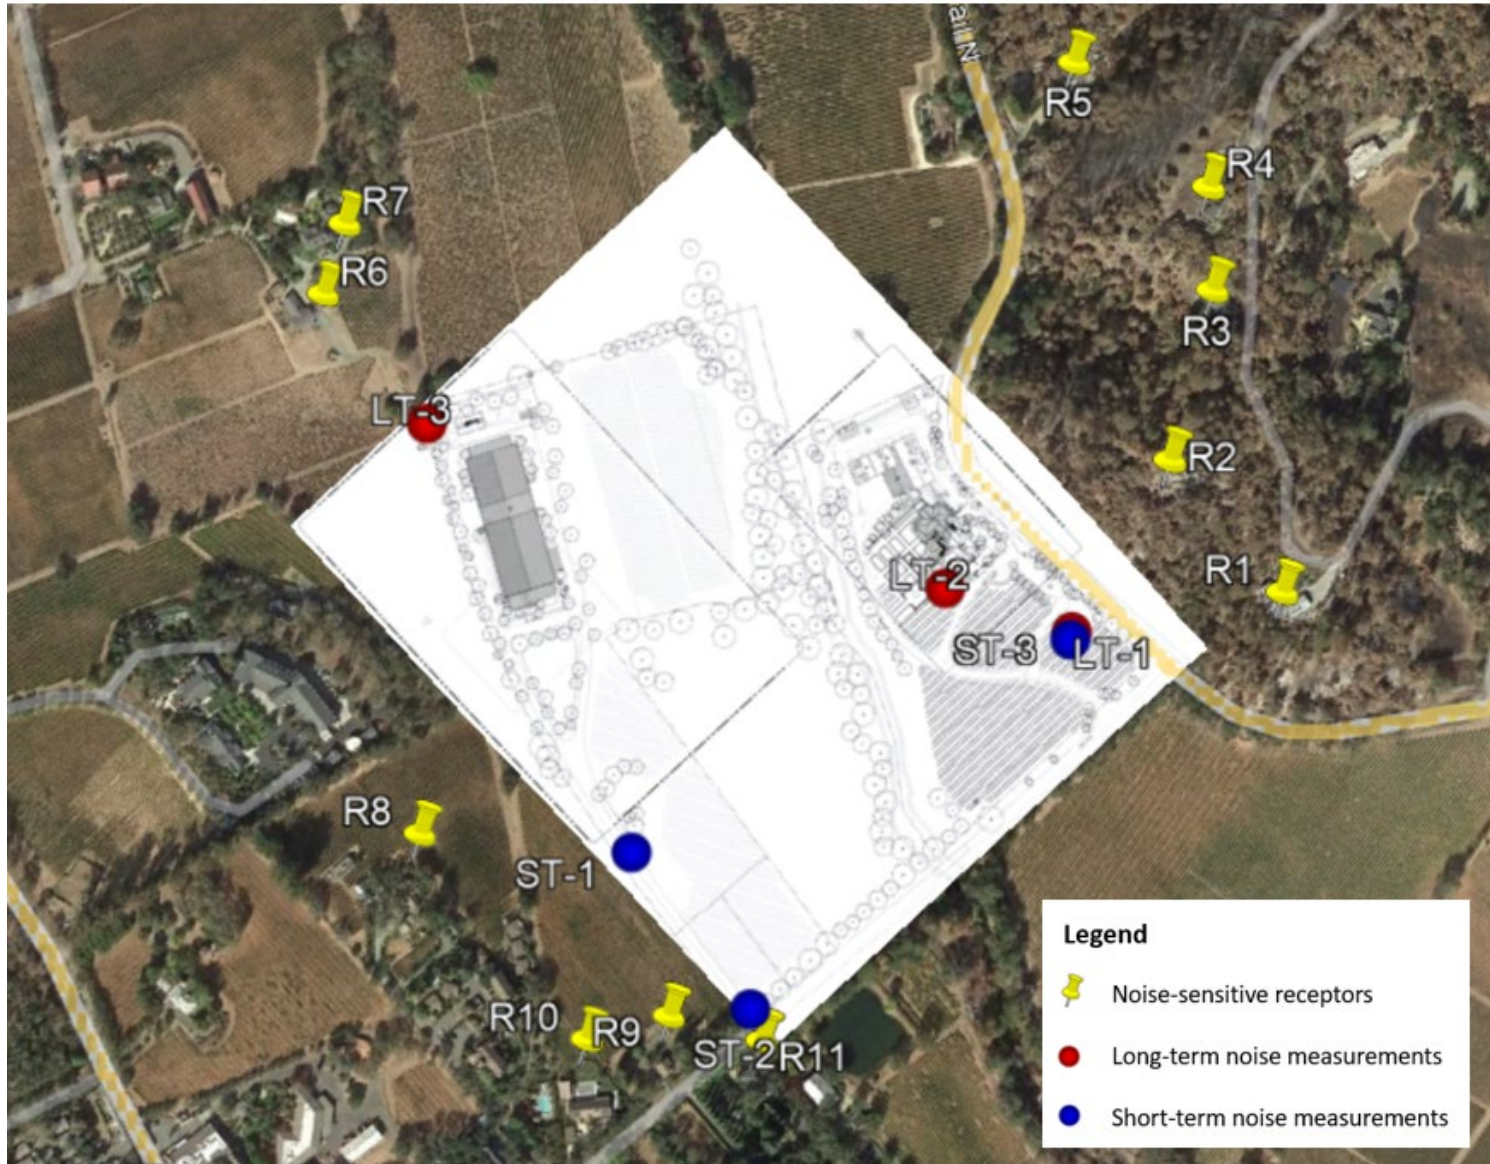 ail N
R5
R4
R7
R6
R3
LT-3
R2
R1
LT-2
ST-3
LT-1
R8
ST-1
R10
R9
ST-2
R11
Legend
Noise-sensitive receptors
Long-term noise measurements
Short-term noise measurements